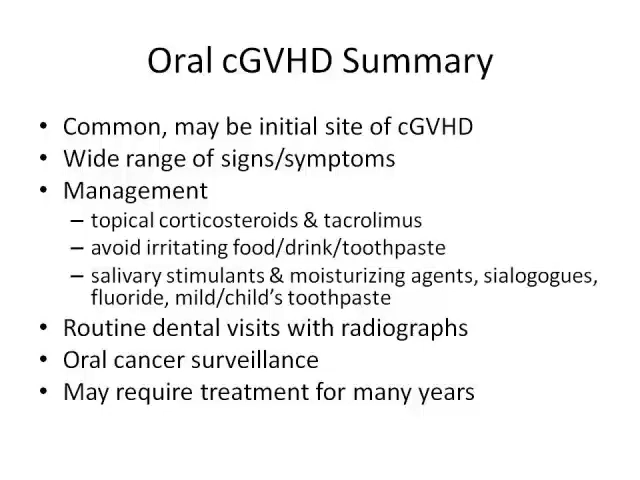 Oral cGVHD Summary
• Common, may be initial site of cGVHD
• Wide range of signs/symptoms
• Management
– topical corticosteroids & tacrolimus
– avoid irritating food/drink/toothpaste
– salivary stimulants & moisturizing agents, sialogogues,
fluoride, mild/child’s toothpaste
• Routine dental visits with radiographs
• Oral cancer surveillance
• May require treatment for many years